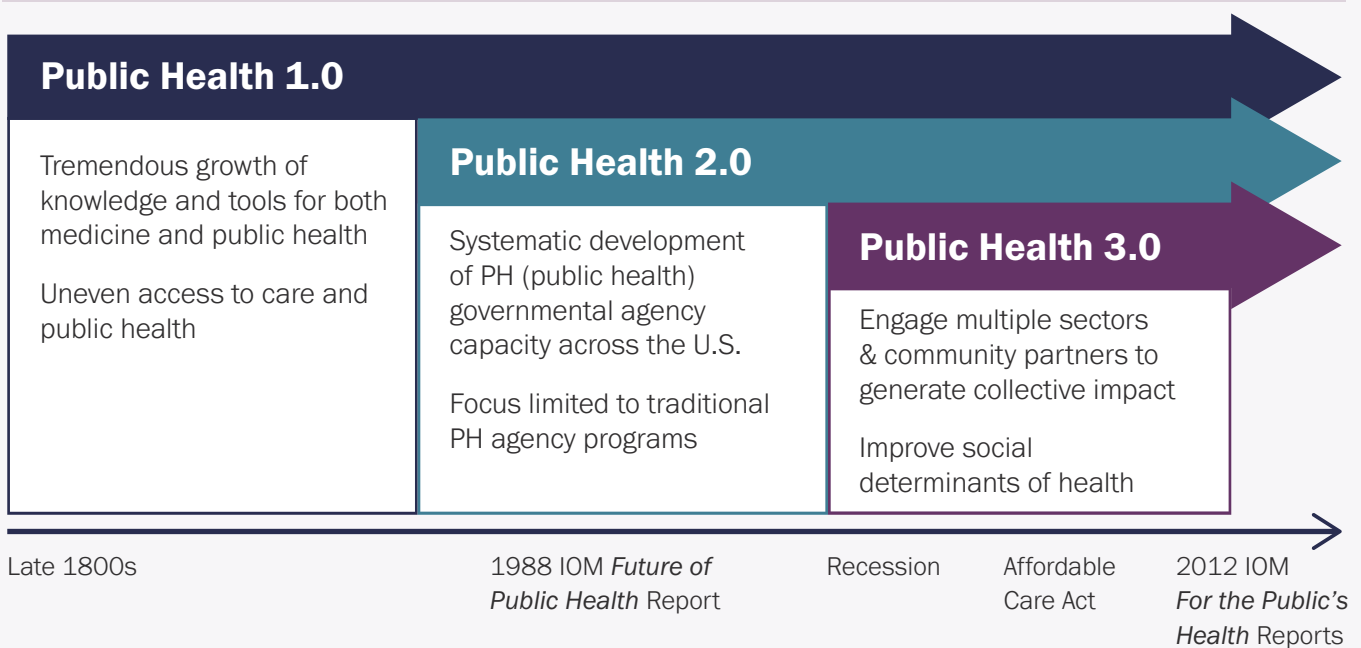 Public Health 1.0
Tremendous growth of
knowledge and tools for both
medicine and public health
Uneven access to care and
public health
Public Health 2.0
Systematic development
of PH (public health)
governmental agency
capacity across the U.S.
Focus limited to traditional
PH agency programs
Public Health 3.0
Engage multiple sectors
& community partners to
generate collective impact
Improve social
determinants of health
Late 1800s
1988 IOM Future of
Public Health Report
Recession
Affordable
Care Act
2012 IOM
For the Public's
Health Reports